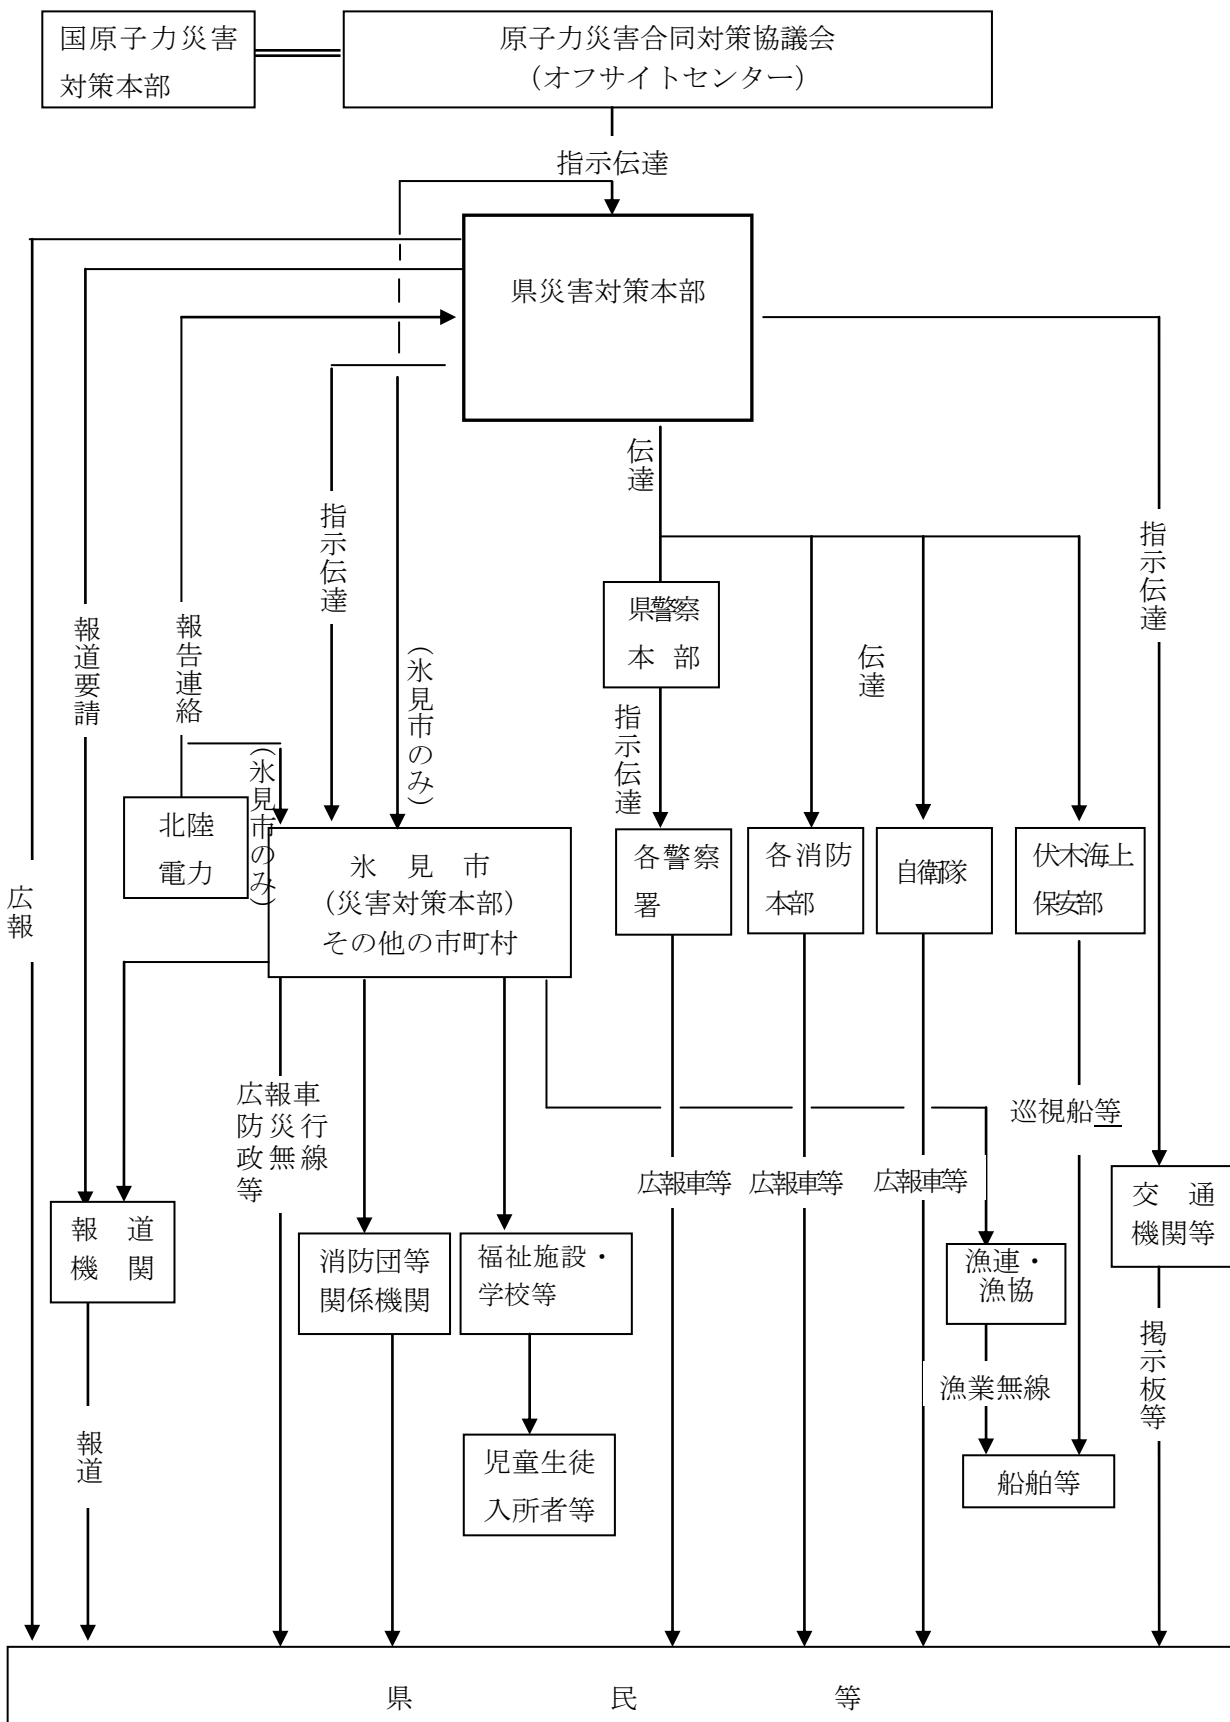 国原子力災害
対策本部
原子力災害合同対策協議会
（オフサイトセンター）
指示伝達
県災害対策本部
伝達
指示伝達
指示伝達
報道要請
報告連絡
（氷見市のみ）
県警察
本部
伝達
指示伝達
（氷見市のみ）
北陸
電力
氷見市
（災害対策本部）
その他の市町村
各警察
署
各消防
本部
自衛隊
伏木海上
保安部
広報
広報車
防災行
政無線
等
巡視船等
広報車等
広報車等
広報車等
報道
機関
消防団等
関係機関
福祉施設・
学校等
漁連・
漁協
交通
機関等
掲示板等
漁業無線
報道
児童生徒
入所者等
船舶等
県民等